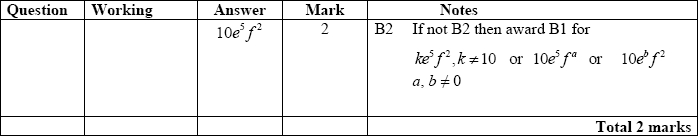 Question Working Answer Mark Notes
10e⁵f² 2 B2 If not B2 then award B1 for
ke⁵f², k ≠ 10 or 10e⁵fᵃ or 10eᵇf²
a, b ≠ 0
Total 2 marks